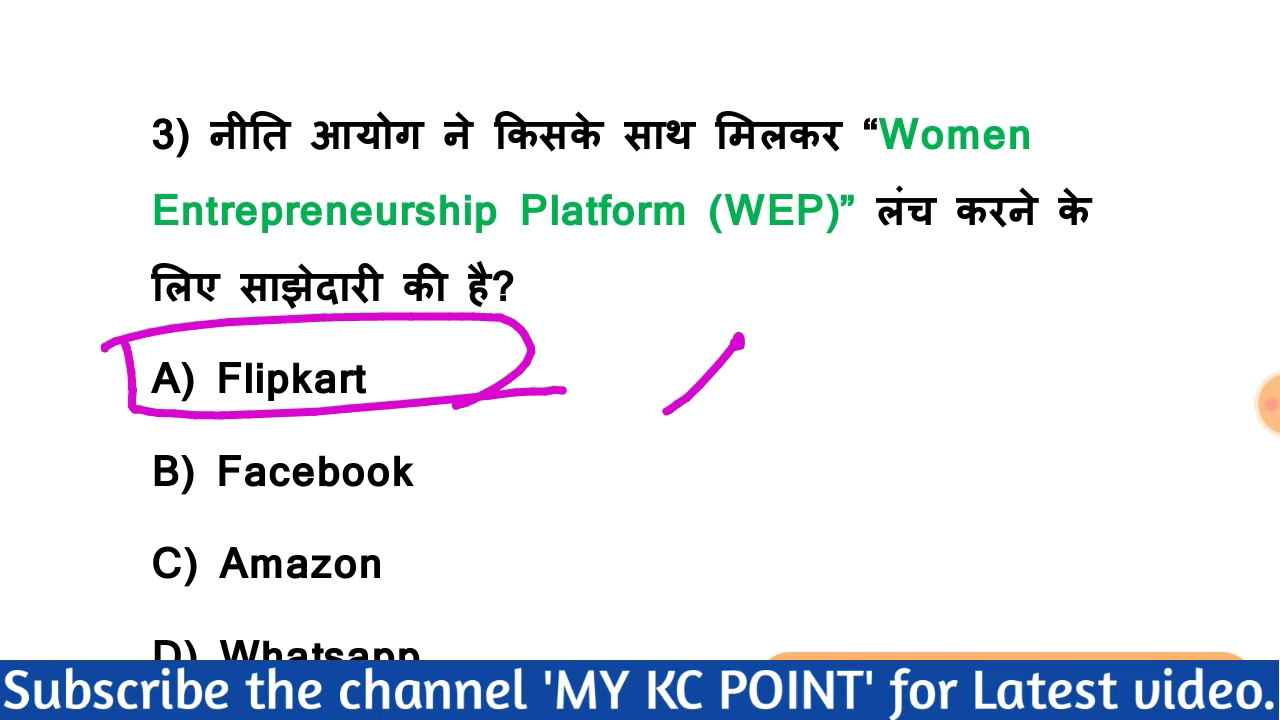 3) नीति आयोग ने किसके साथ मिलकर “Women
Entrepreneurship Platform (WEP)” लंच करने के
लिए साझेदारी की है?
A) Flipkart
B) Facebook
C) Amazon
D) Whatsapp
Subscribe the channel 'MY KC POINT' for Latest video.